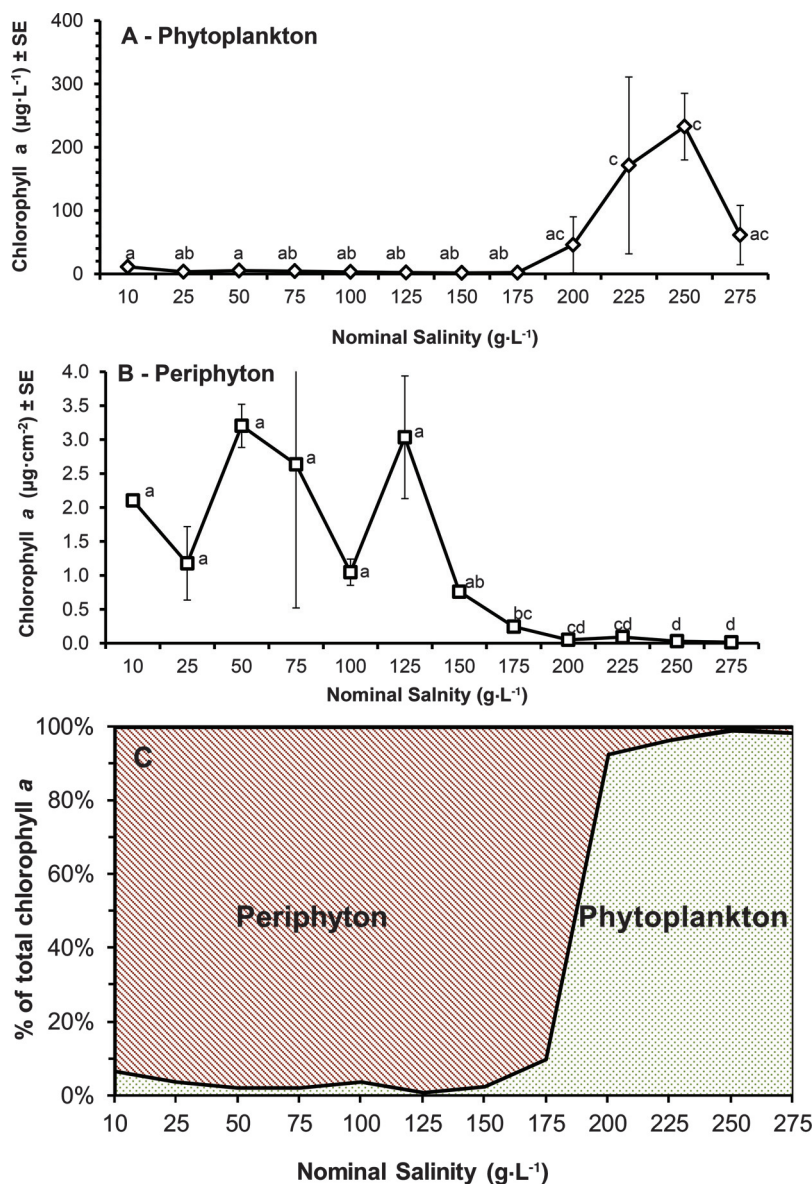 A - Phytoplankton
Chlorophyll a (µg·L⁻¹) ± SE
400
300
200
100
0
a ab a ab ab ab ab ab ac c c ac
10 25 50 75 100 125 150 175 200 225 250 275
Nominal Salinity (g·L⁻¹)
B - Periphyton
Chlorophyll a (µg·cm⁻²) ± SE
4.0
3.5
3.0
2.5
2.0
1.5
1.0
0.5
0.0
a a a a a a ab bc cd cd d d
10 25 50 75 100 125 150 175 200 225 250 275
Nominal Salnity (g·L⁻¹)
C
% of total chlorophyll a
100%
80%
60%
40%
20%
0%
Periphyton
Phytoplankton
10 25 50 75 100 125 150 175 200 225 250 275
Nominal Salinity (g·L⁻¹)